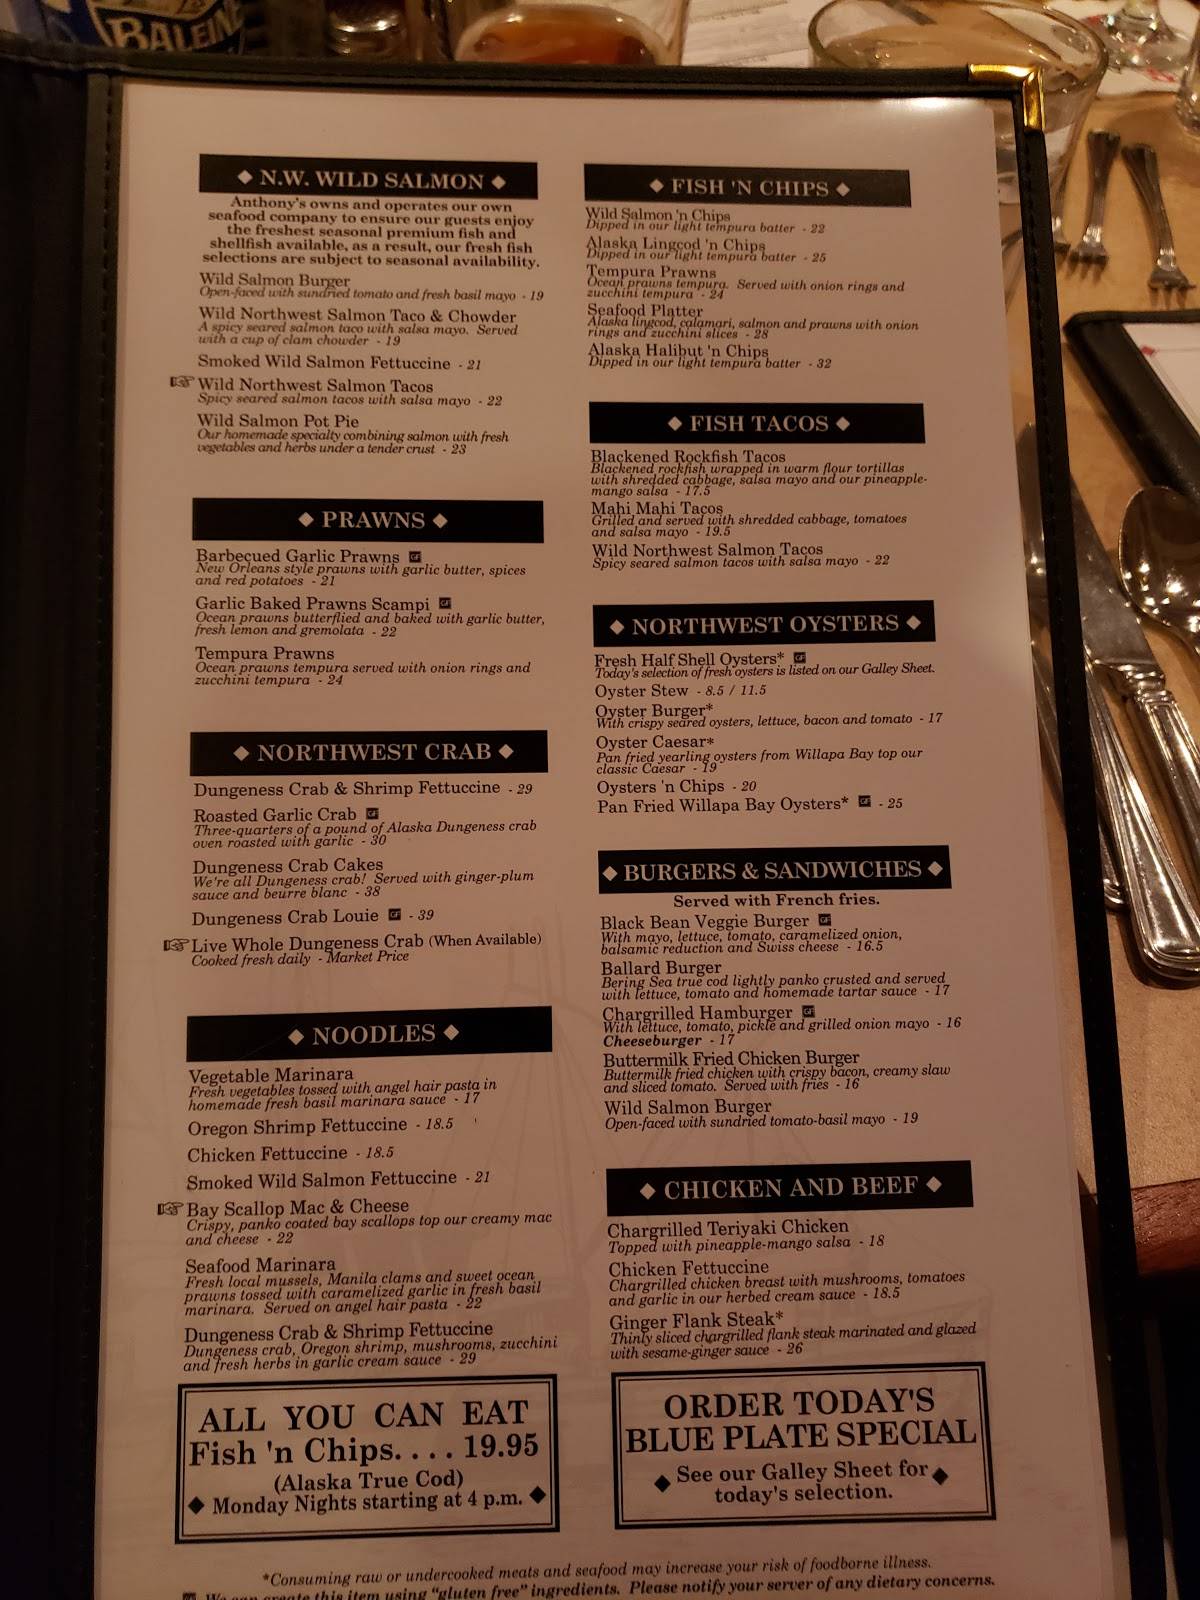 BALEIN
◆ N.W. WILD SALMON ◆
Anthony's owns and operates our own
seafood company to ensure our guests enjoy
the freshest seasonal premium fish and
shellfish available, as a result, our fresh fish
selections are subject to seasonal availability.
Wild Salmon Burger
Open-faced with sundried tomato and fresh basil mayo - 19
Wild Northwest Salmon Taco & Chowder
A spicy seared salmon taco with salsa mayo. Served
with a cup of clam chowder - 19
Smoked Wild Salmon Fettuccine - 21
Wild Northwest Salmon Tacos
Spicy seared salmon tacos with salsa mayo - 22
Wild Salmon Pot Pie
Our homemade specialty combining salmon with fresh
vegetables and herbs under a tender crust - 23
◆ PRAWNS ◆
Barbecued Garlic Prawns GF
New Orleans style prawns with garlic butter, spices
and red potatoes - 21
Garlic Baked Prawns Scampi GF
Ocean prawns butterflied and baked with garlic butter,
fresh lemon and gremolata - 22
Tempura Prawns
Ocean prawns tempura served with onion rings and
zucchini tempura - 24
◆ NORTHWEST CRAB ◆
Dungeness Crab & Shrimp Fettuccine - 29
Roasted Garlic Crab GF
Three-quarters of a pound of Alaska Dungeness crab
oven roasted with garlic - 30
Dungeness Crab Cakes
We're all Dungeness crab! Served with ginger-plum
sauce and beurre blanc - 38
Dungeness Crab Louie GF - 39
Live Whole Dungeness Crab (When Available)
Cooked fresh daily - Market Price
◆ NOODLES ◆
Vegetable Marinara
Fresh vegetables tossed with angel hair pasta in
homemade fresh basil marinara sauce - 17
Oregon Shrimp Fettuccine - 18.5
Chicken Fettuccine - 18.5
Smoked Wild Salmon Fettuccine - 21
Bay Scallop Mac & Cheese
Crispy, panko coated bay scallops top our creamy mac
and cheese - 22
Seafood Marinara
Fresh local mussels, Manila clams and sweet ocean
prawns tossed with caramelized garlic in fresh basil
marinara. Served on angel hair pasta - 22
Dungeness Crab & Shrimp Fettuccine
Dungeness crab, Oregon shrimp, mushrooms, zucchini
and fresh herbs in garlic cream sauce - 29
ALL YOU CAN EAT
Fish 'n Chips. . . . 19.95
(Alaska True Cod)
◆ Monday Nights starting at 4 p.m. ◆
◆ FISH 'N CHIPS ◆
Wild Salmon 'n Chips
Dipped in our light tempura batter - 22
Alaska Lingcod 'n Chips
Dipped in our light tempura batter - 25
Tempura Prawns
Ocean prawns tempura. Served with onion rings and
zucchini tempura - 24
Seafood Platter
Alaska lingcod, calamari, salmon and prawns with onion
rings and zucchini slices - 28
Alaska Halibut 'n Chips
Dipped in our light tempura batter - 32
◆ FISH TACOS ◆
Blackened Rockfish Tacos
Blackened rockfish wrapped in warm flour tortillas
with shredded cabbage, salsa mayo and our pineapple-
mango salsa - 17.5
Mahi Mahi Tacos
Grilled and served with shredded cabbage, tomatoes
and salsa mayo - 19.5
Wild Northwest Salmon Tacos
Spicy seared salmon tacos with salsa mayo - 22
◆ NORTHWEST OYSTERS ◆
Fresh Half Shell Oysters* GF
Today's selection of fresh oysters is listed on our Galley Sheet.
Oyster Stew - 8.5 / 11.5
Oyster Burger*
With crispy seared oysters, lettuce, bacon and tomato - 17
Oyster Caesar*
Pan fried yearling oysters from Willapa Bay top our
classic Caesar - 19
Oysters 'n Chips - 20
Pan Fried Willapa Bay Oysters* GF - 25
◆ BURGERS & SANDWICHES ◆
Served with French fries.
Black Bean Veggie Burger GF
With mayo, lettuce, tomato, caramelized onion,
balsamic reduction and Swiss cheese - 16.5
Ballard Burger
Bering Sea true cod lightly panko crusted and served
with lettuce, tomato and homemade tartar sauce - 17
Chargrilled Hamburger GF
With lettuce, tomato, pickle and grilled onion mayo - 16
Cheeseburger - 17
Buttermilk Fried Chicken Burger
Buttermilk fried chicken with crispy bacon, creamy slaw
and sliced tomato. Served with fries - 16
Wild Salmon Burger
Open-faced with sundried tomato-basil mayo - 19
◆ CHICKEN AND BEEF ◆
Chargrilled Teriyaki Chicken
Topped with pineapple-mango salsa - 18
Chicken Fettuccine
Chargrilled chicken breast with mushrooms, tomatoes
and garlic in our herbed cream sauce - 18.5
Ginger Flank Steak*
Thinly sliced chargrilled flank steak marinated and glazed
with sesame-ginger sauce - 26
ORDER TODAY'S
BLUE PLATE SPECIAL
◆ See our Galley Sheet for ◆
today's selection.
*Consuming raw or undercooked meats and seafood may increase your risk of foodborne illness.
GF We can create this item using "gluten free" ingredients. Please notify your server of any dietary concerns.